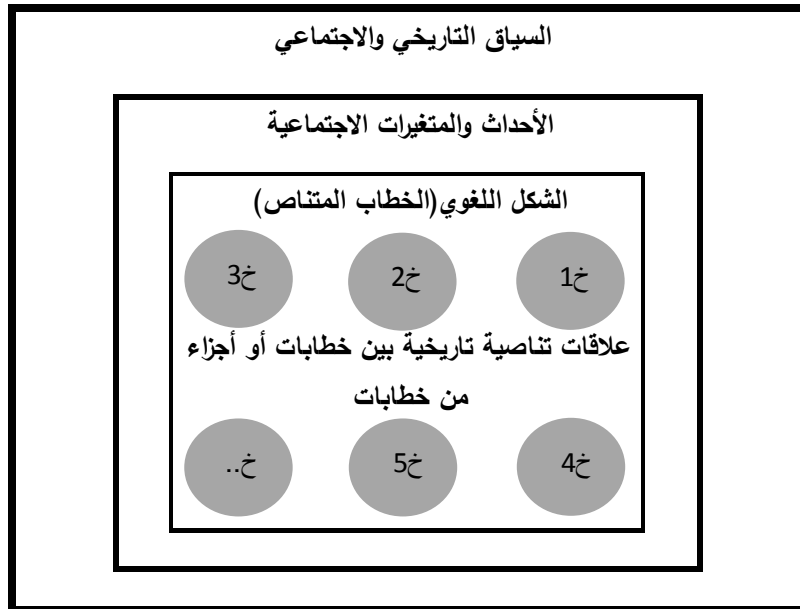 السياق التاريخي والاجتماعي
الأحداث والمتغيرات الاجتماعية
الشكل اللغوي(الخطاب المتناص)
خ1
خ2
خ3
علاقات تناصية تاريخية بين خطابات أو أجزاء
من خطابات
خ4
خ5
خ..